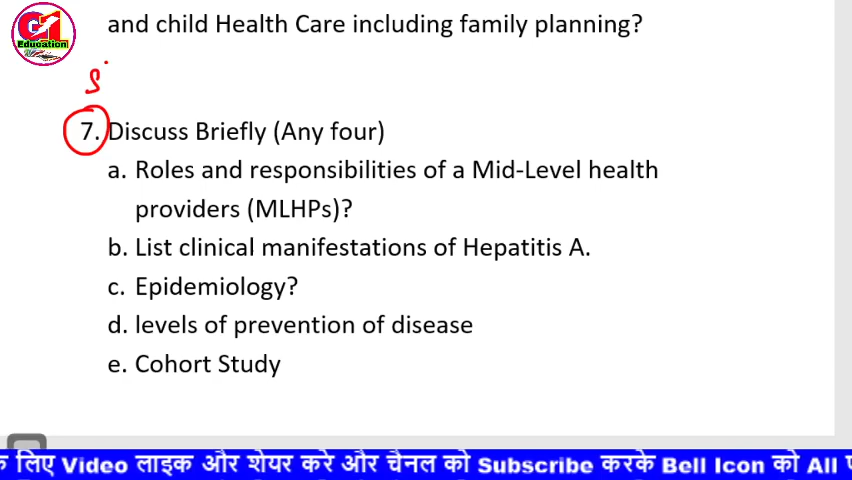 G1
Education
and child Health Care including family planning?
7. Discuss Briefly (Any four)
a. Roles and responsibilities of a Mid-Level health
providers (MLHPs)?
b. List clinical manifestations of Hepatitis A.
c. Epidemiology?
d. levels of prevention of disease
e. Cohort Study
के लिए Video लाइक और शेयर करे और चैनल को Subscribe करके Bell Icon को All